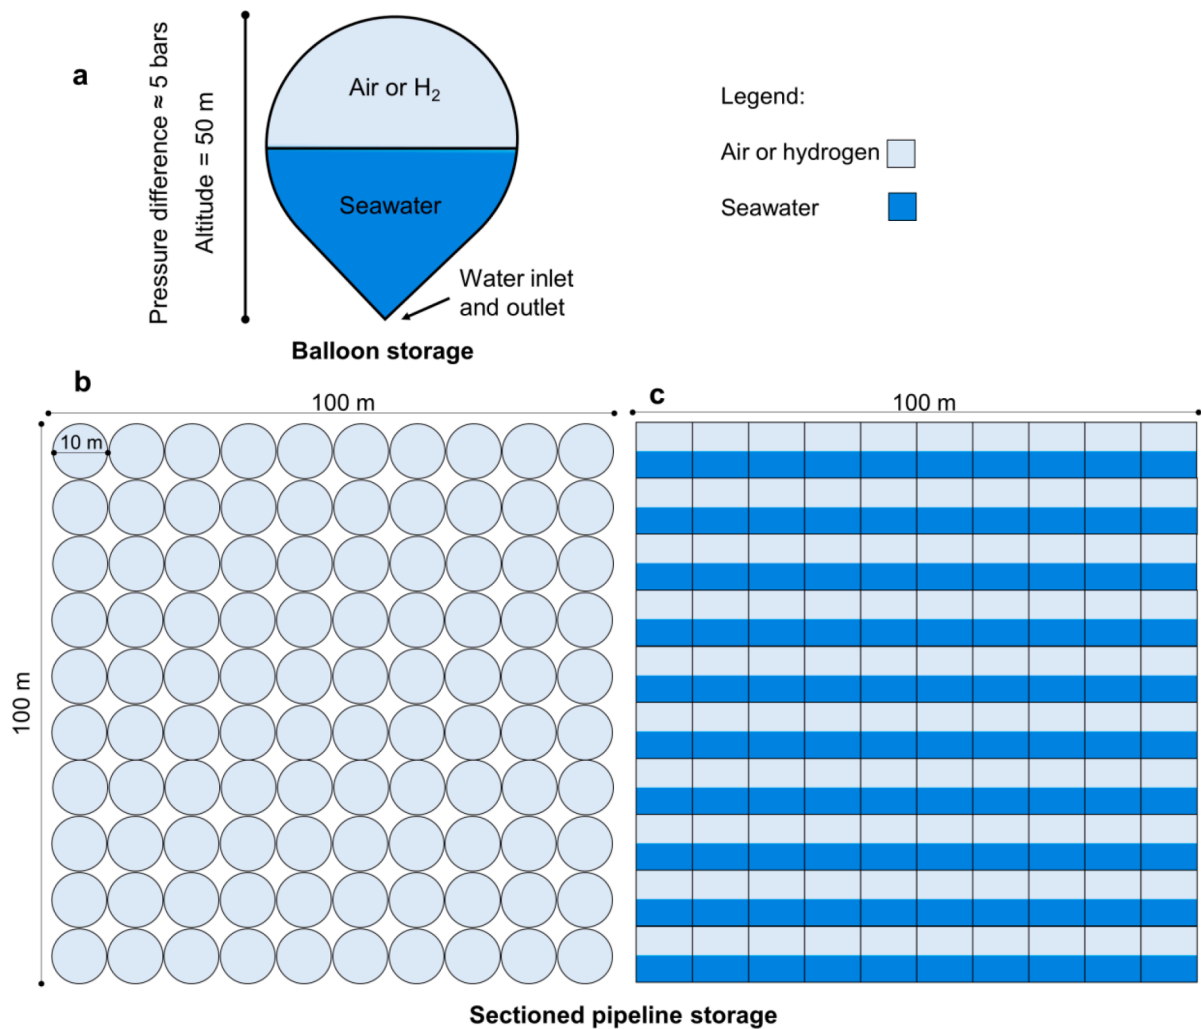 a
Pressure difference ≈ 5 bars
Altitude = 50 m
Air or H₂
Seawater
Water inlet
and outlet
Balloon storage
Legend:
Air or hydrogen
Seawater
b
100 m
10 m
100 m
c
100 m
Sectioned pipeline storage